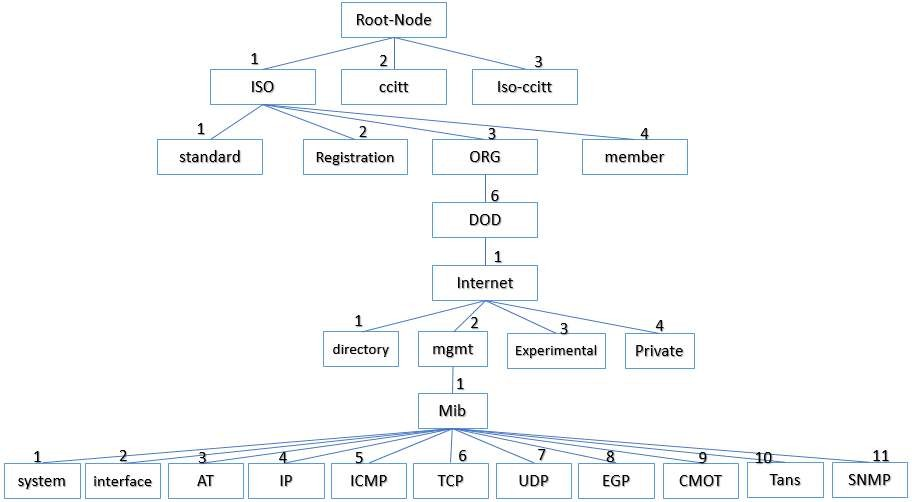 Root-Node
1 2 3
ISO ccitt Iso-ccitt
1 2 3 4
standard Registration ORG member
6
DOD
1
Internet
1 2 3 4
directory mgmt Experimental Private
1
Mib
1 2 3 4 5 6 7 8 9 10 11
system interface AT IP ICMP TCP UDP EGP CMOT Tans SNMP